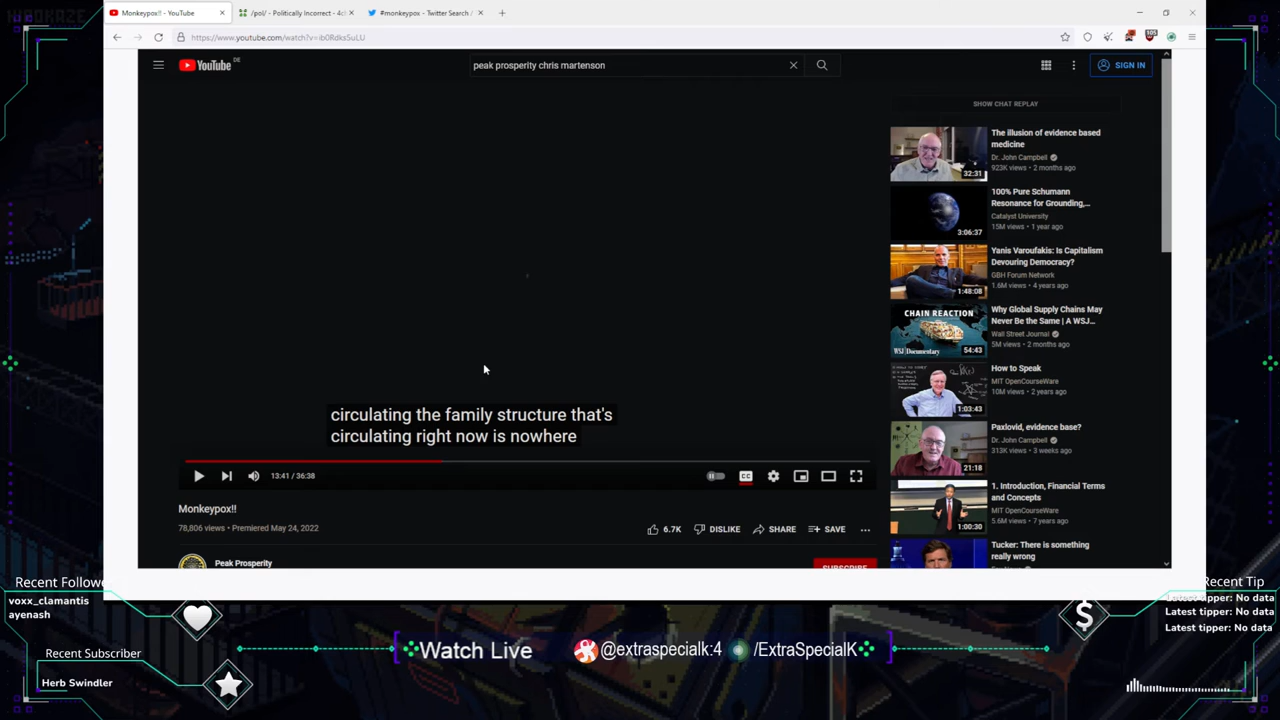 Monkeypox!! - YouTube
/pol/ - Politically Incorrect - 4ch
#monkeypox - Twitter Search /
https://www.youtube.com/watch?v=ib0RdksSuLU
105
YouTube DE
peak prosperity chris martenson
SIGN IN
SHOW CHAT REPLAY
The illusion of evidence based
medicine
Dr. John Campbell
923K views • 2 months ago
32:31
100% Pure Schumann
Resonance for Grounding,...
Catalyst University
15M views • 1 year ago
3:06:37
Yanis Varoufakis: Is Capitalism
Devouring Democracy?
GBH Forum Network
1.6M views • 4 years ago
1:48:08
CHAIN REACTION
WSJ Documentary
54:43
Why Global Supply Chains May
Never Be the Same | A WSJ...
Wall Street Journal
5M views • 2 months ago
How to Speak
MIT OpenCourseWare
10M views • 2 years ago
1:03:43
Paxlovid, evidence base?
Dr. John Campbell
313K views • 3 weeks ago
21:18
1. Introduction, Financial Terms
and Concepts
MIT OpenCourseWare
5.6M views • 7 years ago
1:00:30
Tucker: There is something
really wrong
circulating the family structure that's
circulating right now is nowhere
13:41 / 36:38
CC
Monkeypox!!
78,806 views • Premiered May 24, 2022
6.7K
DISLIKE
SHARE
SAVE
Peak Prosperity
SUBSCRIBE
Recent Follower
voxx_clamantis
ayenash
Recent Subscriber
Herb Swindler
Watch Live
@extraspecialk:4
/ExtraSpecialK
Recent Tip
Latest tipper: No data
Latest tipper: No data
Latest tipper: No data